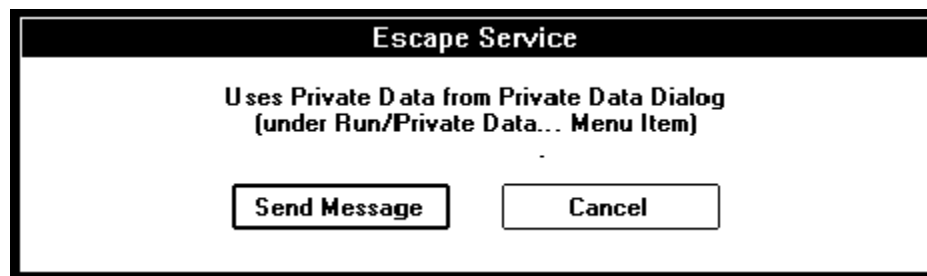 Escape Service
Uses Private Data from Private Data Dialog
(under Run/Private Data... Menu Item)
Send Message
Cancel